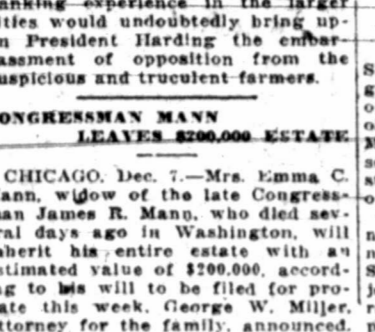 anking experience in the larger
ities would undoubtedly bring up-
n President Harding the embar-
assment of opposition from the
uspicious and truculent farmers.
ONGRESSMAN MANN
LEAVES $200,000 ESTATE
CHICAGO, Dec. 7.—Mrs. Emma C.
ann, widow of the late Congress-
an James R. Mann, who died sev-
ral days ago in Washington, will
nherit his entire estate with an
stimated value of $200,000, accord-
ng to his will to be filed for pro-
ate this week. George W. Miller,
ttorney for the family, announced